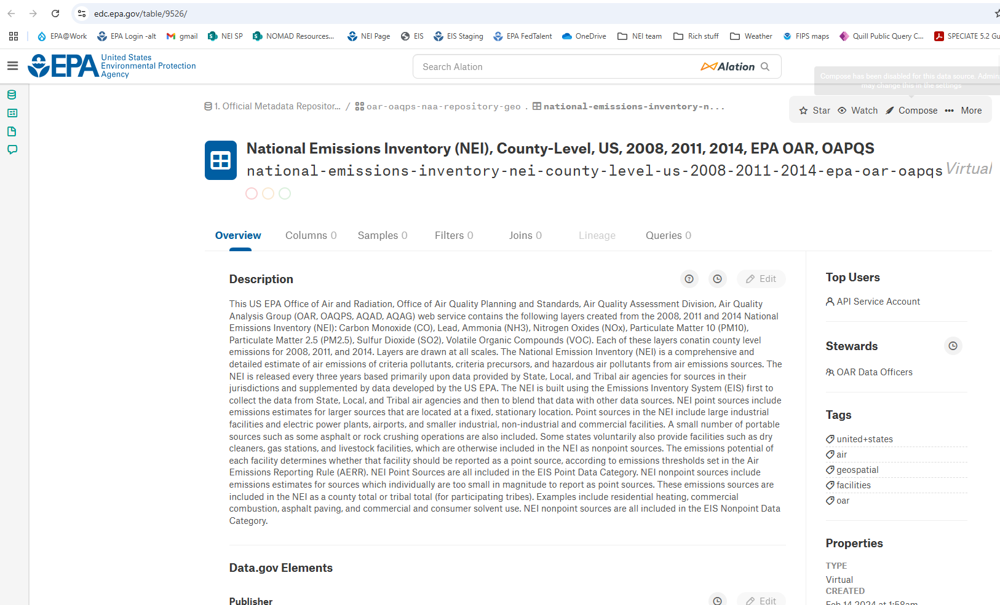 edc.epa.gov/table/9526/
EPA@Work EPA Login -alt gmail NEI SP NOMAD Resources... NEI Page EIS EIS Staging EPA FedTalent OneDrive NEI team Rich stuff Weather FIPS maps Quill Public Query C... SPECIATE 5.2 Gu
EPA United States
Environmental Protection
Agency
Search Alation Alation
Compose has been disabled for this data source. Admin
may change this in the settings
1. Official Metadata Repositor... / oar-oaqps-naa-repository-geo . national-emissions-inventory-n...
Star Watch Compose More
National Emissions Inventory (NEI), County-Level, US, 2008, 2011, 2014, EPA OAR, OAPQS
national-emissions-inventory-nei-county-level-us-2008-2011-2014-epa-oar-oapqs Virtual
Overview Columns 0 Samples 0 Filters 0 Joins 0 Lineage Queries 0
Description
Edit
This US EPA Office of Air and Radiation, Office of Air Quality Planning and Standards, Air Quality Assessment Division, Air Quality
Analysis Group (OAR, OAQPS, AQAD, AQAG) web service contains the following layers created from the 2008, 2011 and 2014 National
Emissions Inventory (NEI): Carbon Monoxide (CO), Lead, Ammonia (NH3), Nitrogen Oxides (NOx), Particulate Matter 10 (PM10),
Particulate Matter 2.5 (PM2.5), Sulfur Dioxide (SO2), Volatile Organic Compounds (VOC). Each of these layers conatin county level
emissions for 2008, 2011, and 2014. Layers are drawn at all scales. The National Emission Inventory (NEI) is a comprehensive and
detailed estimate of air emissions of criteria pollutants, criteria precursors, and hazardous air pollutants from air emissions sources. The
NEI is released every three years based primarily upon data provided by State, Local, and Tribal air agencies for sources in their
jurisdictions and supplemented by data developed by the US EPA. The NEI is built using the Emissions Inventory System (EIS) first to
collect the data from State, Local, and Tribal air agencies and then to blend that data with other data sources. NEI point sources include
emissions estimates for larger sources that are located at a fixed, stationary location. Point sources in the NEI include large industrial
facilities and electric power plants, airports, and smaller industrial, non-industrial and commercial facilities. A small number of portable
sources such as some asphalt or rock crushing operations are also included. Some states voluntarily also provide facilities such as dry
cleaners, gas stations, and livestock facilities, which are otherwise included in the NEI as nonpoint sources. The emissions potential of
each facility determines whether that facility should be reported as a point source, according to emissions thresholds set in the Air
Emissions Reporting Rule (AERR). NEI Point Sources are all included in the EIS Point Data Category. NEI nonpoint sources include
emissions estimates for sources which individually are too small in magnitude to report as point sources. These emissions sources are
included in the NEI as a county total or tribal total (for participating tribes). Examples include residential heating, commercial
combustion, asphalt paving, and commercial and consumer solvent use. NEI nonpoint sources are all included in the EIS Nonpoint Data
Category.
Data.gov Elements
Publisher
Edit
Top Users
API Service Account
Stewards
OAR Data Officers
Tags
united+states
air
geospatial
facilities
oar
Properties
TYPE
Virtual
CREATED
Feb 14 2024 at 1:58am